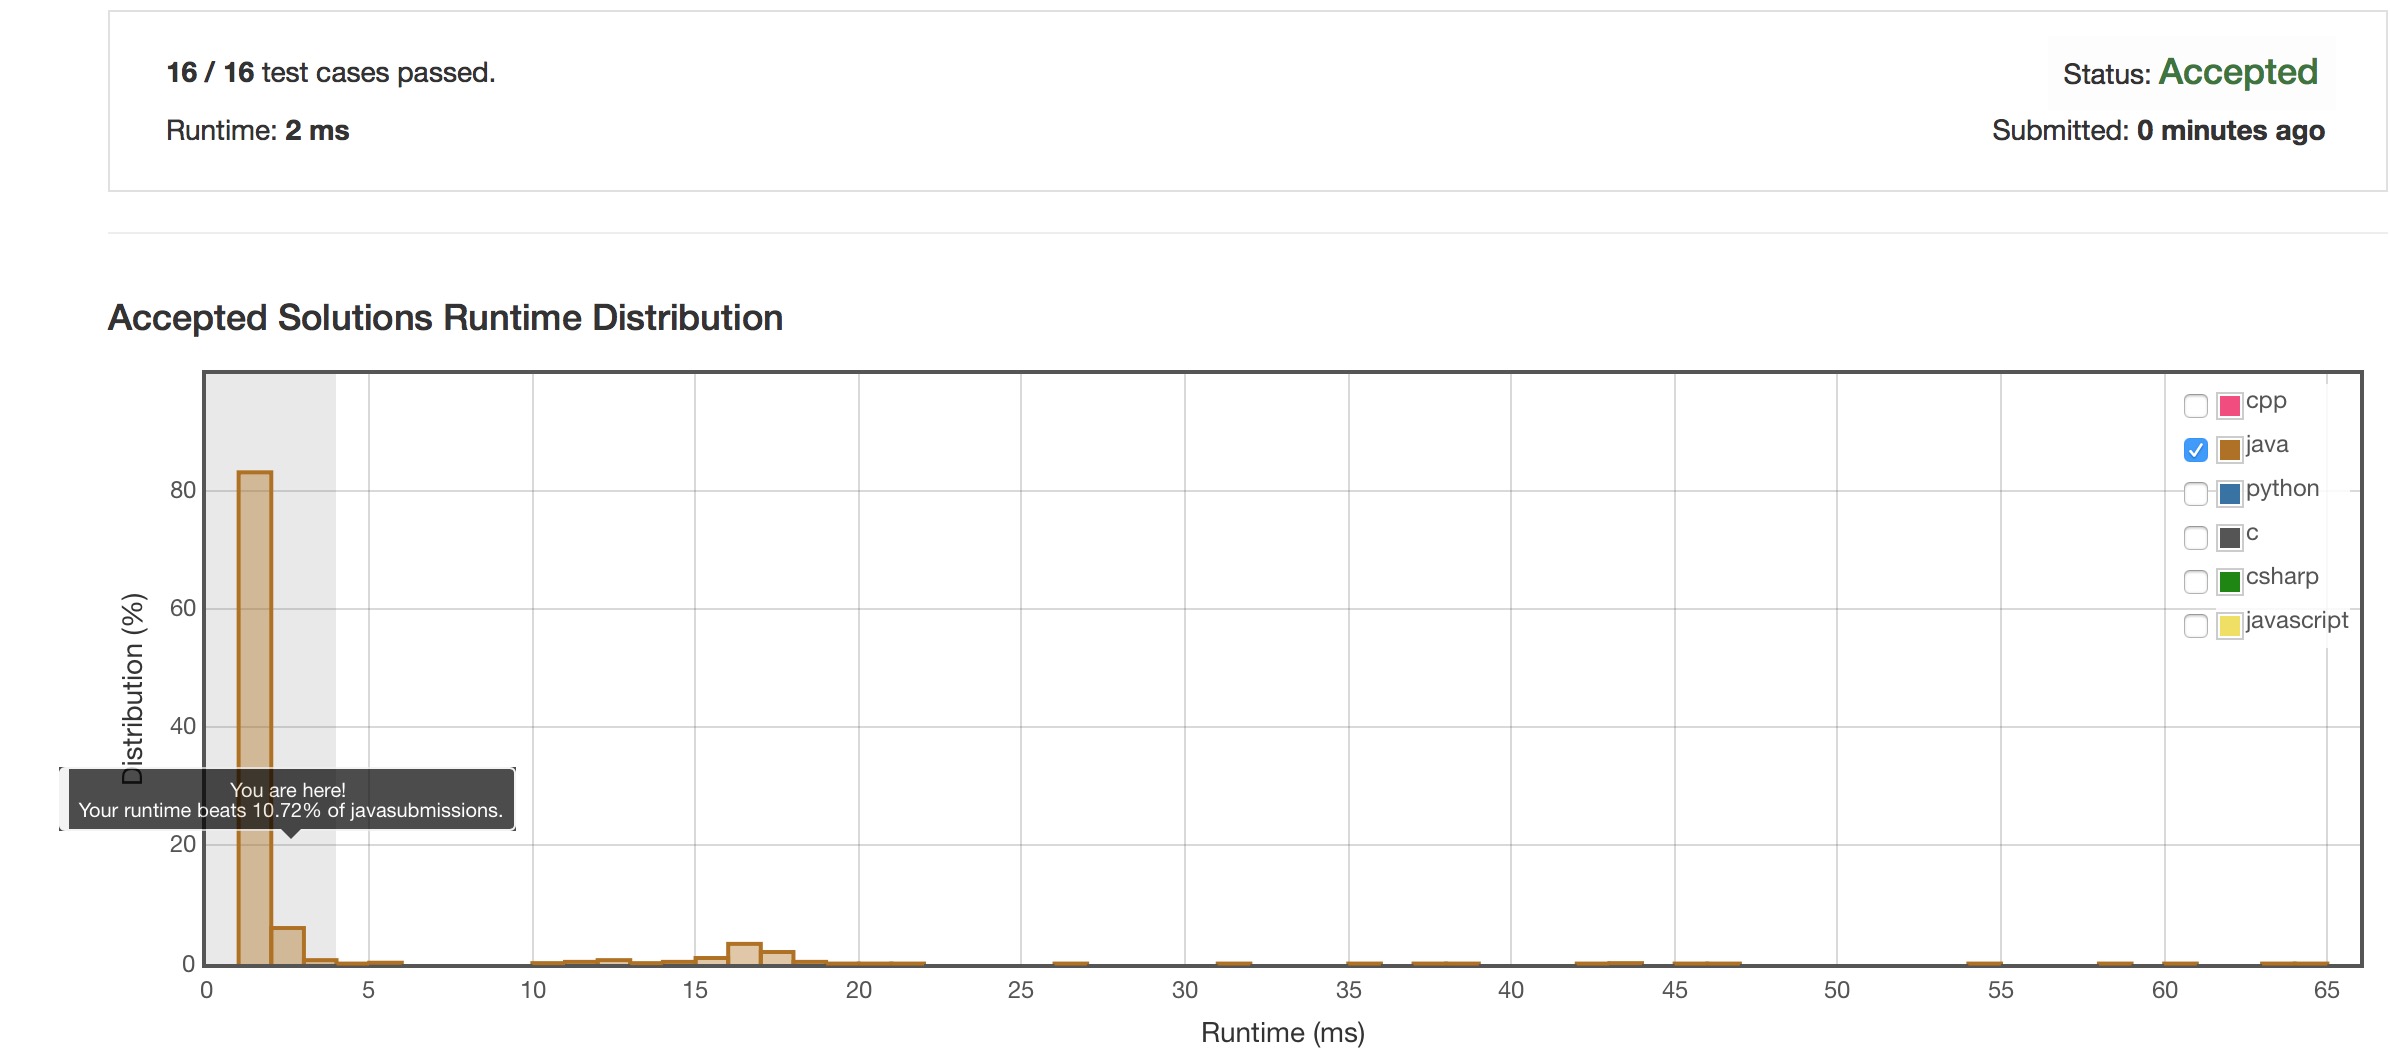 16 / 16 test cases passed.
Status: Accepted
Runtime: 2 ms
Submitted: 0 minutes ago
Accepted Solutions Runtime Distribution
cpp
java
python
c
csharp
javascript
80
60
40
20
0
Distribution (%)
You are here!
Your runtime beats 10.72% of javasubmissions.
0 5 10 15 20 25 30 35 40 45 50 55 60 65
Runtime (ms)